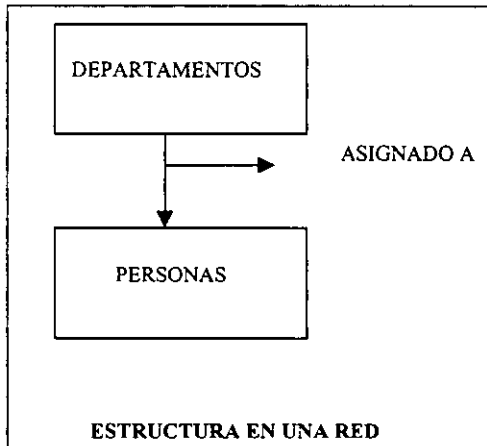 DEPARTAMENTOS
ASIGNADO A
PERSONAS
ESTRUCTURA EN UNA RED